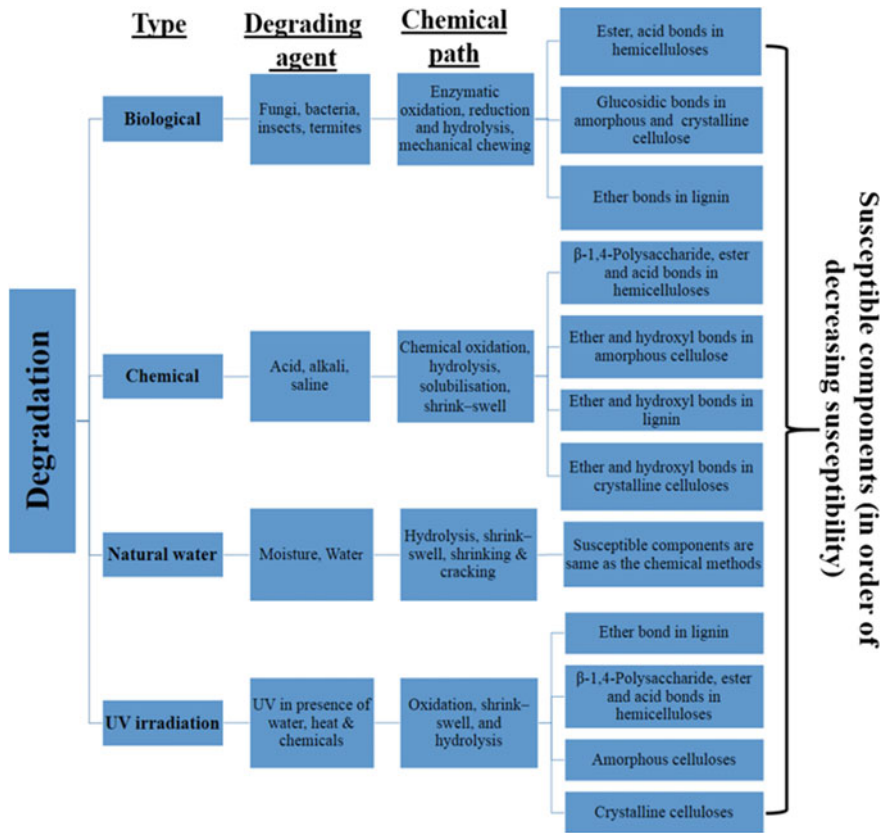 Type
Degrading
agent
Chemical
path
Degradation
Biological
Fungi, bacteria,
insects, termites
Enzymatic
oxidation, reduction
and hydrolysis,
mechanical chewing
Ester, acid bonds in
hemicelluloses
Glucosidic bonds in
amorphous and crystalline
cellulose
Ether bonds in lignin
Chemical
Acid, alkali,
saline
Chemical oxidation,
hydrolysis,
solubilisation,
shrink–swell
β-1,4-Polysaccharide, ester
and acid bonds in
hemicelluloses
Ether and hydroxyl bonds in
amorphous cellulose
Ether and hydroxyl bonds in
lignin
Ether and hydroxyl bonds in
crystalline celluloses
Natural water
Moisture, Water
Hydrolysis, shrink–
swell, shrinking &
cracking
Susceptible components are
same as the chemical methods
UV irradiation
UV in presence of
water, heat &
chemicals
Oxidation, shrink–
swell, and
hydrolysis
Ether bond in lignin
β-1,4-Polysaccharide, ester
and acid bonds in
hemicelluloses
Amorphous celluloses
Crystalline celluloses
Susceptible components (in order of
decreasing susceptibility)